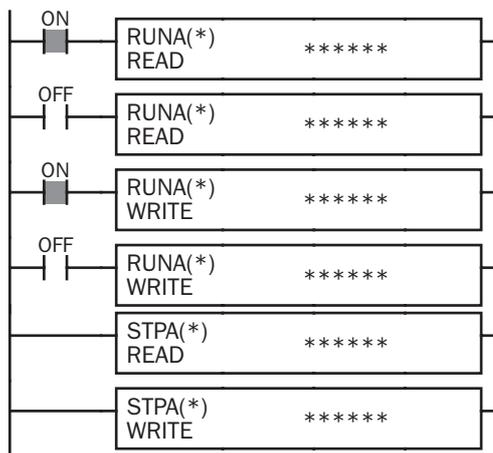 ON
RUNA(*) ******
READ
OFF
RUNA(*) ******
READ
ON
RUNA(*) ******
WRITE
OFF
RUNA(*) ******
WRITE
STPA(*) ******
READ
STPA(*) ******
WRITE